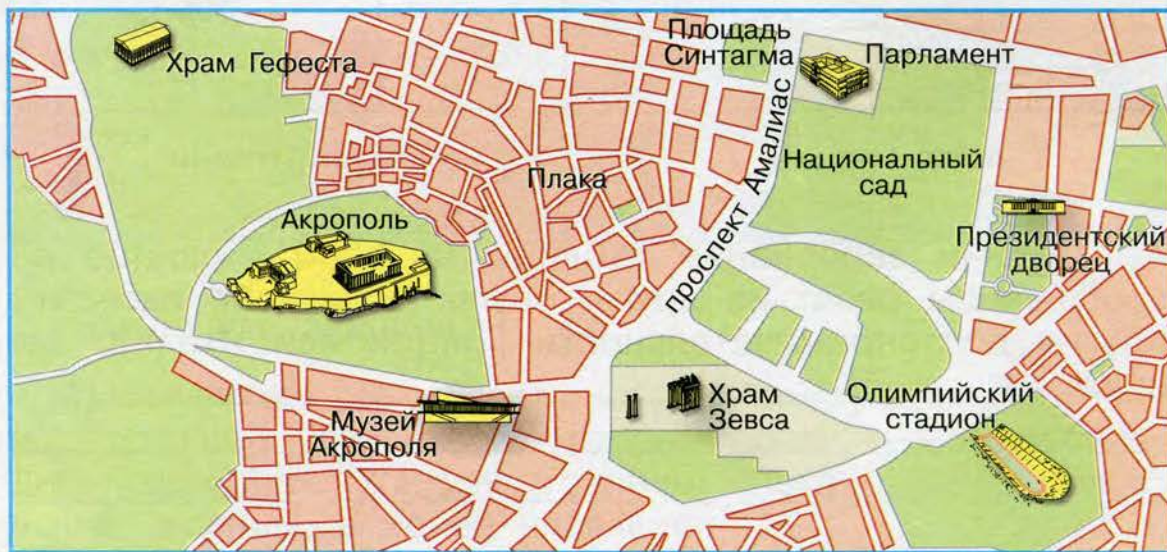 Храм Гефеста
Площадь
Синтагма
Парламент
проспект Амалиас
Национальный
сад
Плака
Акрополь
Президентский
дворец
Музей
Акрополя
Храм
Зевса
Олимпийский
стадион